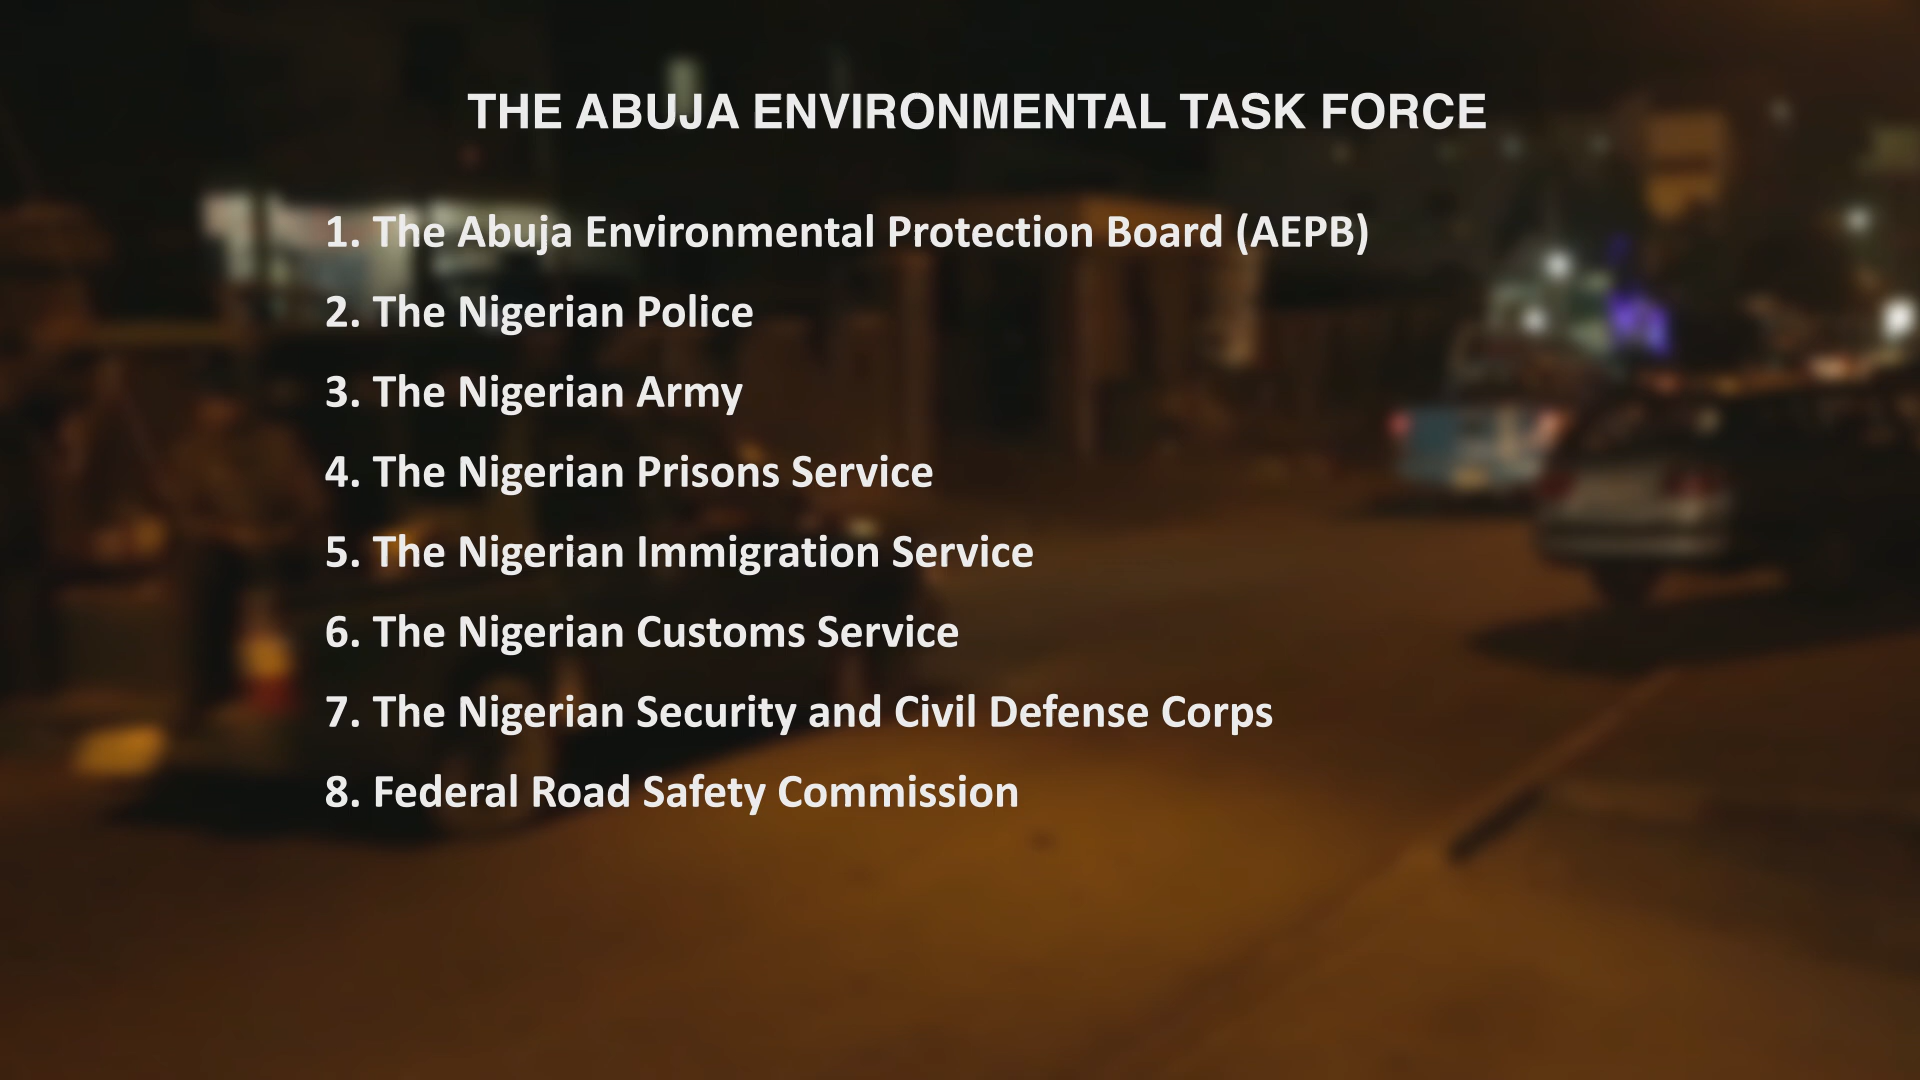 THE ABUJA ENVIRONMENTAL TASK FORCE
1. The Abuja Environmental Protection Board (AEPB)
2. The Nigerian Police
3. The Nigerian Army
4. The Nigerian Prisons Service
5. The Nigerian Immigration Service
6. The Nigerian Customs Service
7. The Nigerian Security and Civil Defense Corps
8. Federal Road Safety Commission